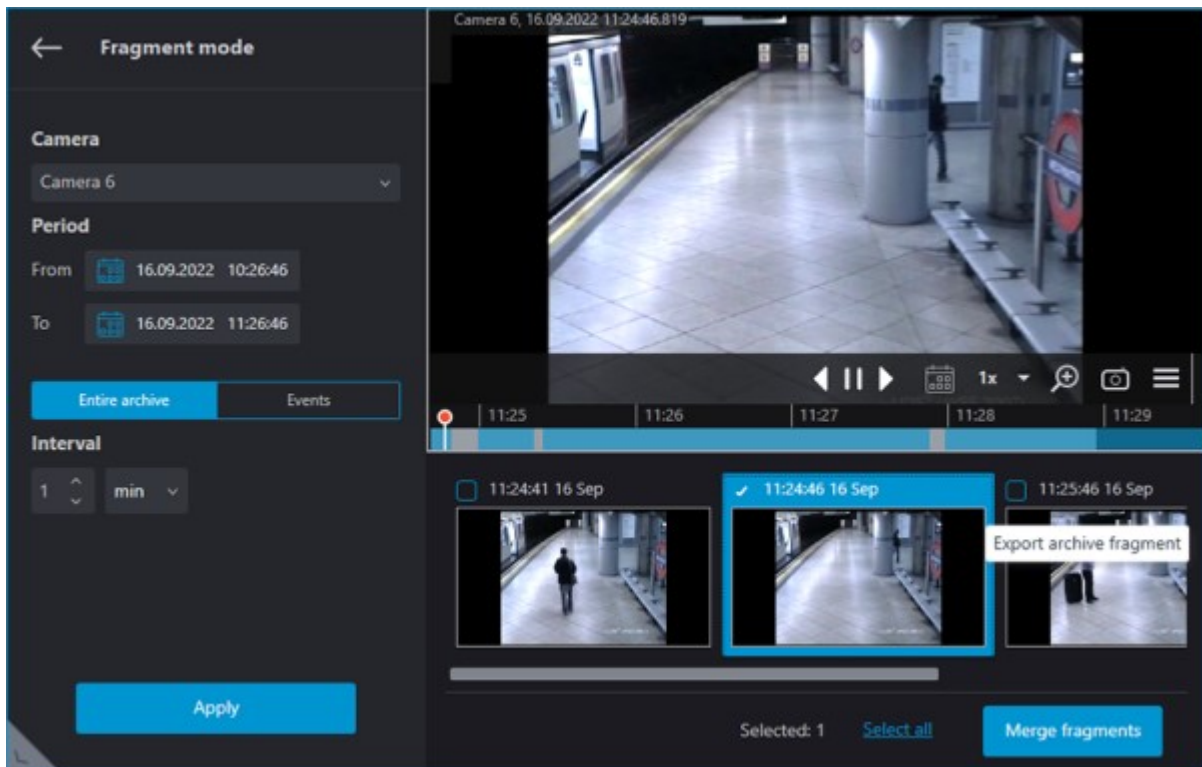 Fragment mode
Camera
Camera 6
Period
From 16.09.2022 10:26:46
To 16.09.2022 11:26:46
Entire archive Events
Interval
1 min
Apply
Camera 6, 16.09.2022 11:24:46.819
1x
11:25 11:26 11:27 11:28 11:29
11:24:41 16 Sep 11:24:46 16 Sep 11:25:46 16 Sep
Export archive fragment
Selected: 1 Select all Merge fragments